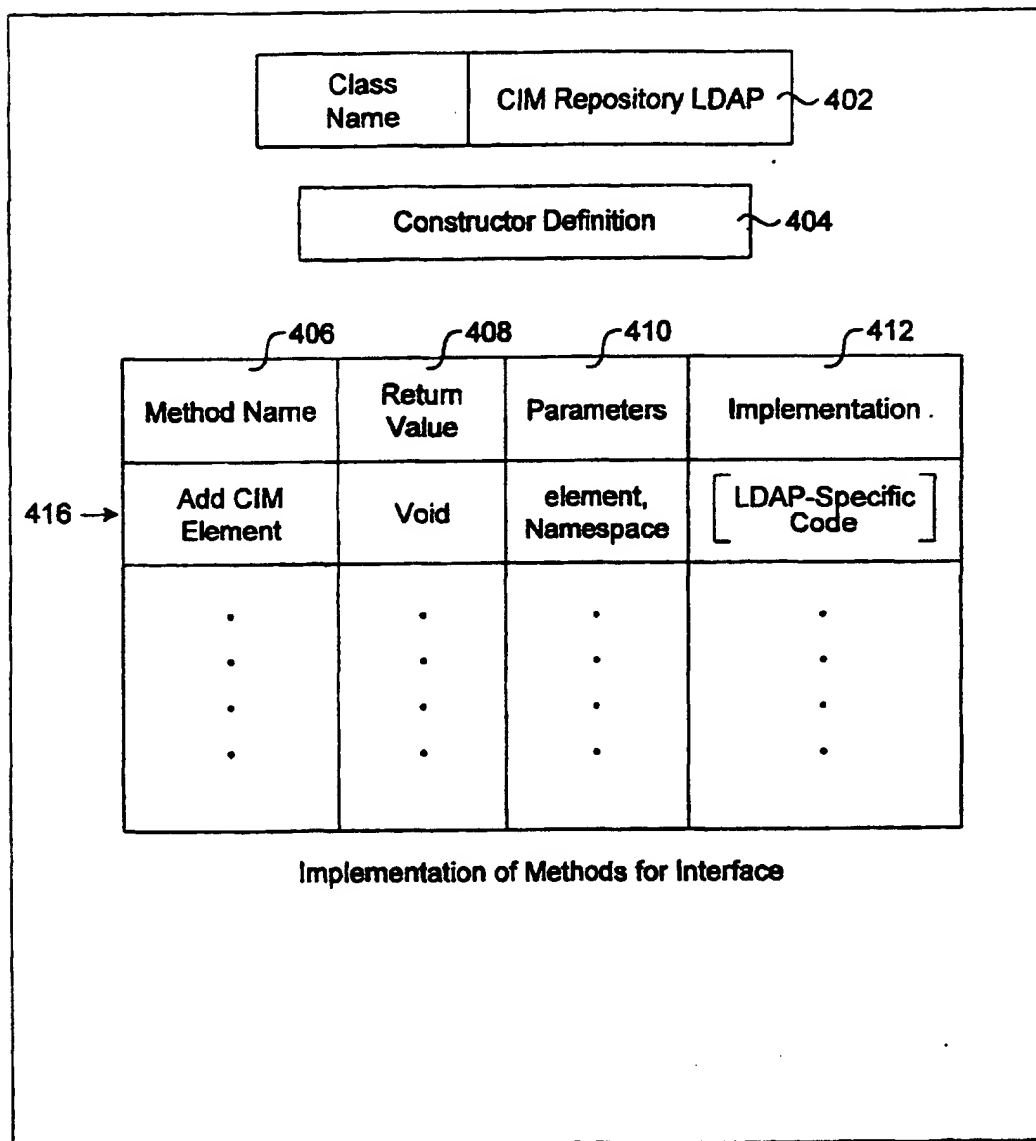 Class
Name
CIM Repository LDAP
402
Constructor Definition
404
406
408
410
412
Method Name
Return
Value
Parameters
Implementation
416
Add CIM
Element
Void
element,
Namespace
LDAP-Specific
Code
Implementation of Methods for Interface